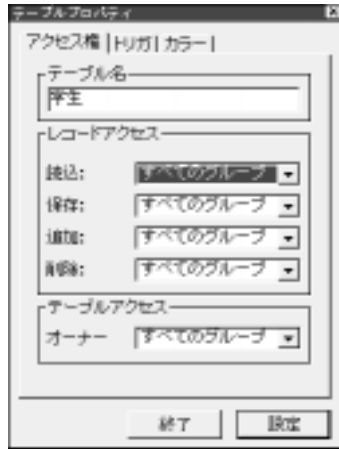 テーブルプロパティ
アクセス権 トリガ カラー
テーブル名
学生
レコードアクセス
読込: すべてのグループ
保存: すべてのグループ
追加: すべてのグループ
削除: すべてのグループ
テーブルアクセス
オーナー すべてのグループ
終了 設定